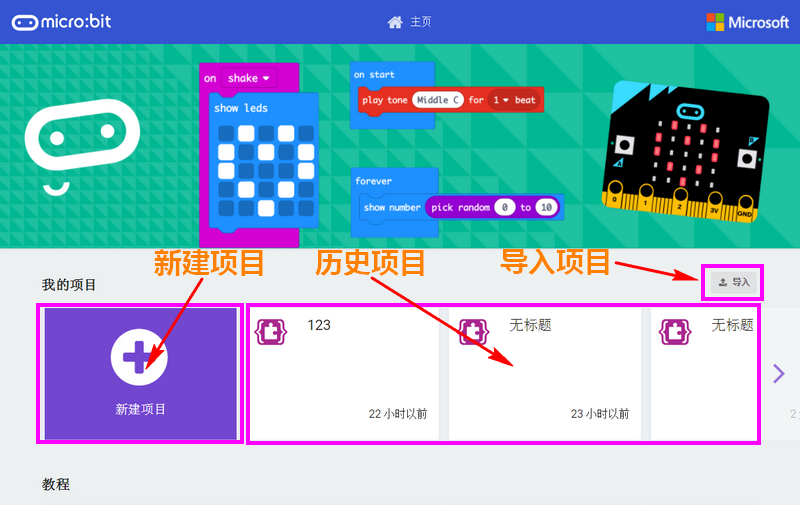 micro:bit
主页
Microsoft
on shake
show leds
on start
play tone Middle C for 1 beat
forever
show number pick random 0 to 10
0 1 2 3V GND
A
B
新建项目
历史项目
导入项目
我的项目
导入
新建项目
123
22 小时以前
无标题
23 小时以前
无标题
2
教程